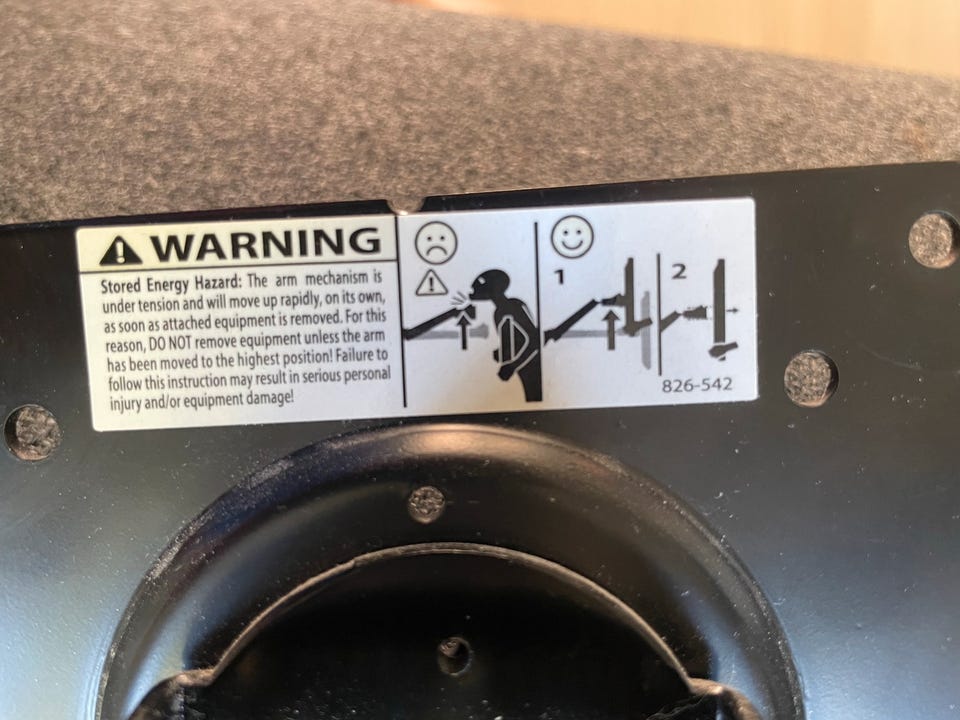 WARNING
Stored Energy Hazard: The arm mechanism is
under tension and will move up rapidly, on its own,
as soon as attached equipment is removed. For this
reason, DO NOT remove equipment unless the arm
has been moved to the highest position! Failure to
follow this instruction may result in serious personal
injury and/or equipment damage!
1
2
826-542